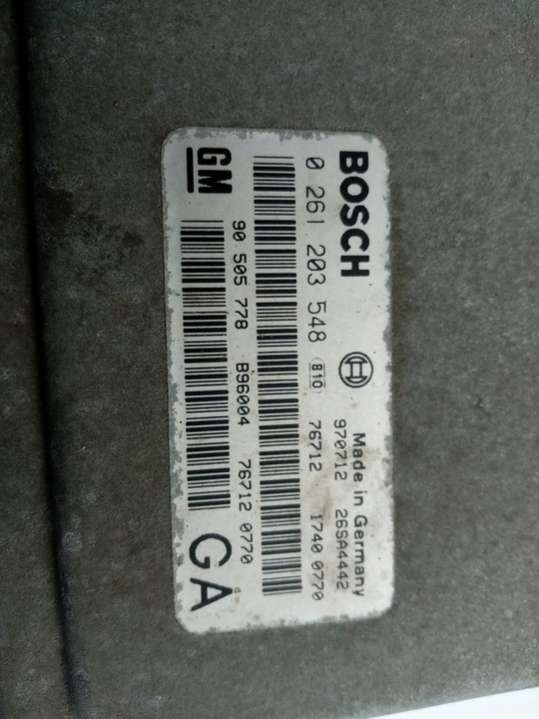 BOSCH
Made in Germany
0 261 203 548
970712 26SA4442
810
76712 1740 0770
GM
90 505 778 B96004 76712 0770
GA